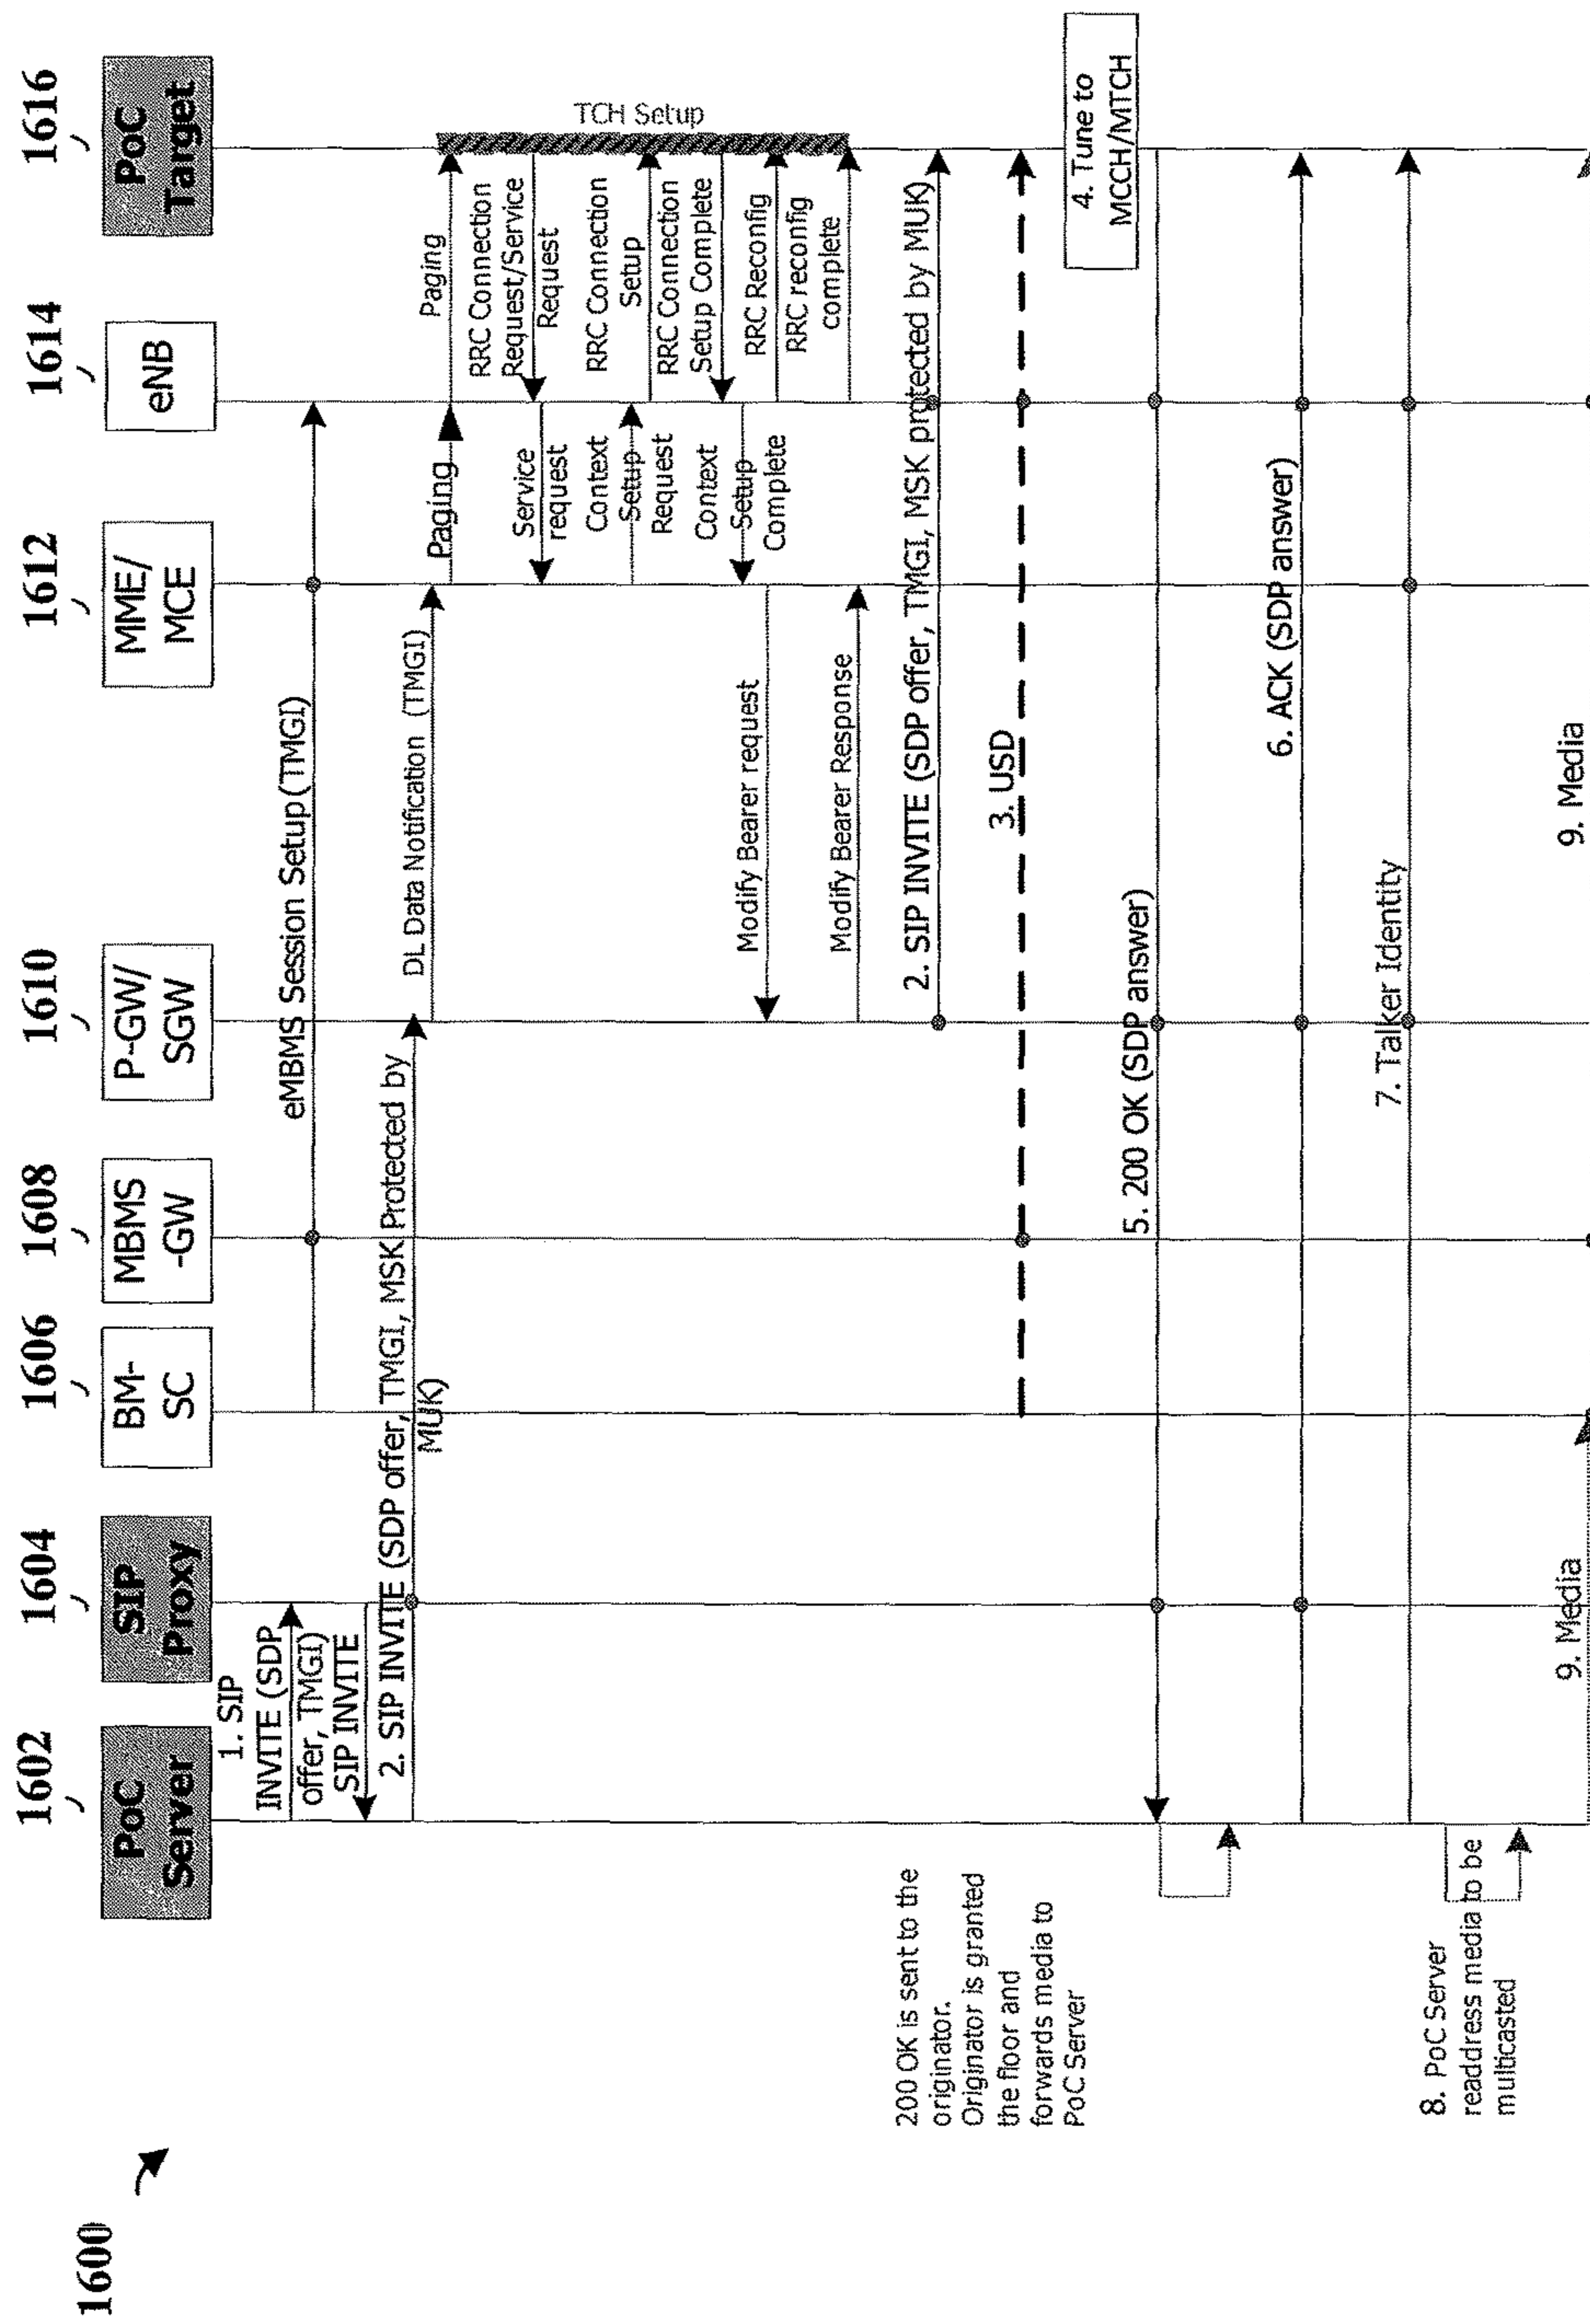 1600
1602
1604
1606
1608
1610
1612
1614
1616
PoC
Server
SIP
Proxy
BM-
SC
MBMS
-GW
P-GW/
SGW
MME/
MCE
eNB
PoC
Target
1. SIP
INVITE (SDP
offer, TMGI)
SIP INVITE
eMBMS Session Setup(TMGI)
2. SIP INVITE (SDP offer, TMGI, MSK Protected by
MUK)
DL Data Notification (TMGI)
Paging
Paging
TCH Setup
RRC Connection
Request/Service
Request
Service
request
Context
Setup
Request
RRC Connection
Setup
RRC Connection
Setup Complete
Context
Setup
Complete
Modify Bearer request
RRC Reconfig
RRC reconfig
complete
Modify Bearer Response
2. SIP INVITE (SDP offer, TMGI, MSK protected by MUK)
3. USD
4. Tune to
MCCH/MTCH
5. 200 OK (SDP answer)
200 OK is sent to the
originator.
Originator is granted
the floor and
forwards media to
PoC Server
6. ACK (SDP answer)
7. Talker Identity
8. PoC Server
readdress media to be
multicasted
9. Media
9. Media